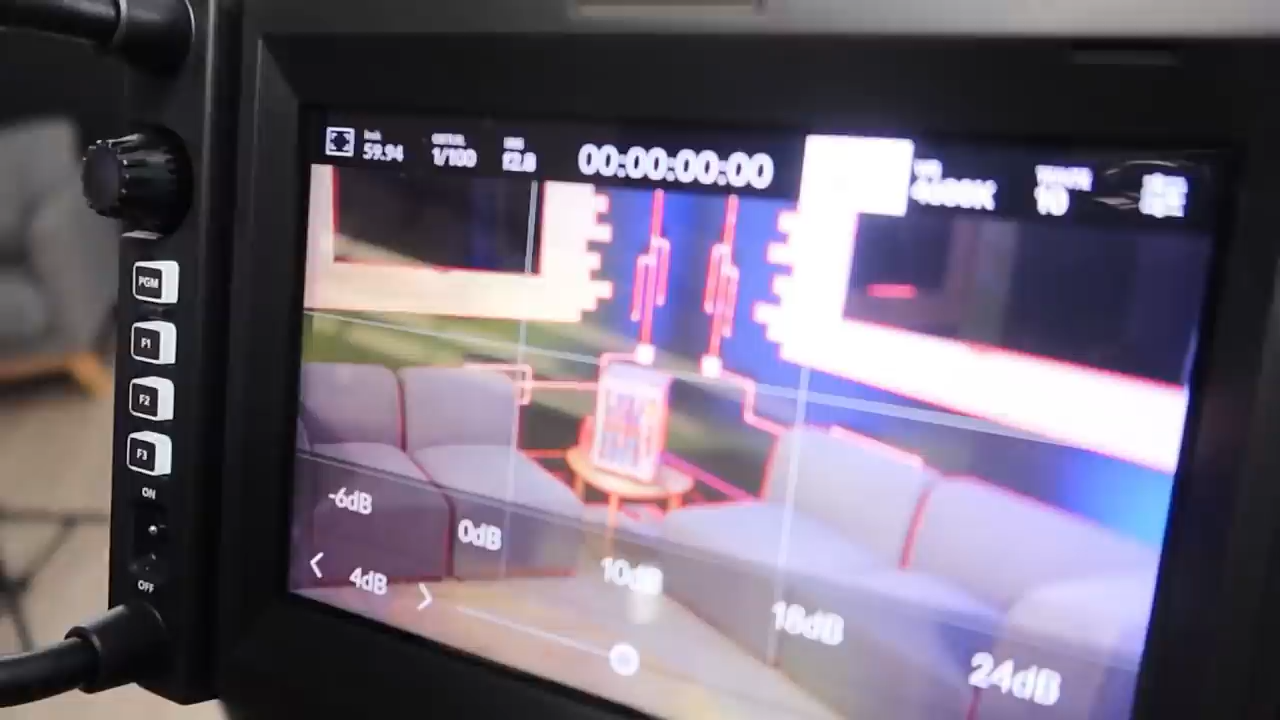 59.94
1/100
f2.8
00:00:00:00
PGM
F1
F2
F3
ON
OFF
-6dB
0dB
10dB
18dB
24dB
4dB